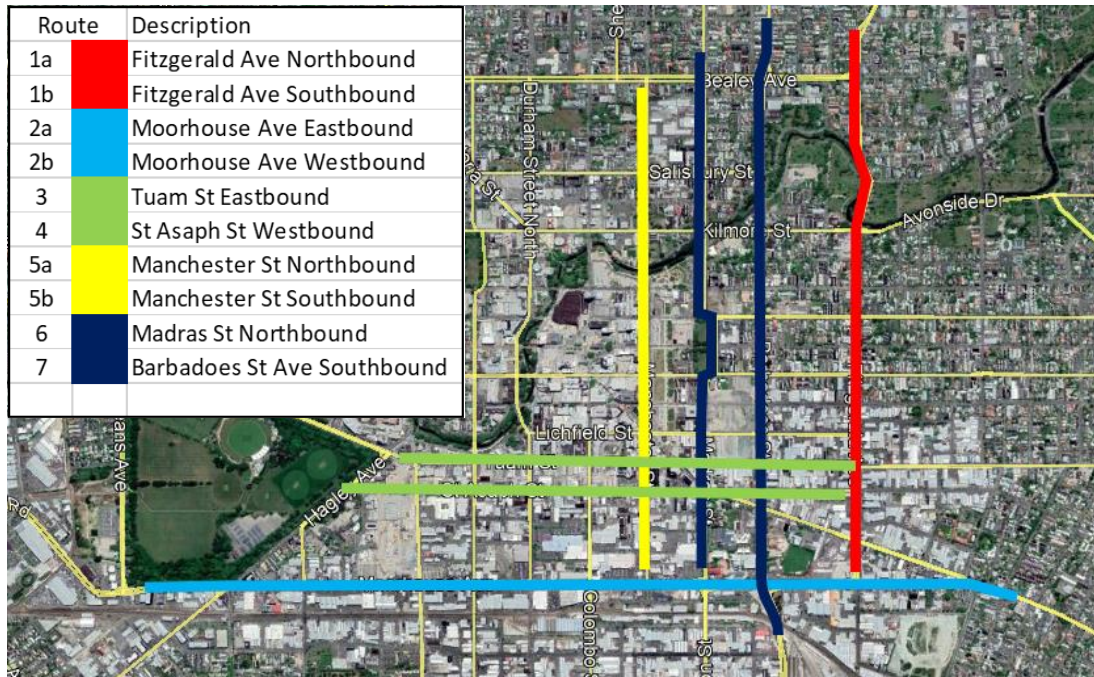 Route Description
1a Fitzgerald Ave Northbound
1b Fitzgerald Ave Southbound
2a Moorhouse Ave Eastbound
2b Moorhouse Ave Westbound
3 Tuam St Eastbound
4 St Asaph St Westbound
5a Manchester St Northbound
5b Manchester St Southbound
6 Madras St Northbound
7 Barbadoes St Ave Southbound
She
Bealey Ave
Durham Street North
Salisbury St
Avonside Dr
Kilmore St
Lichfield St
Hagley Ave
Rd
Colombo